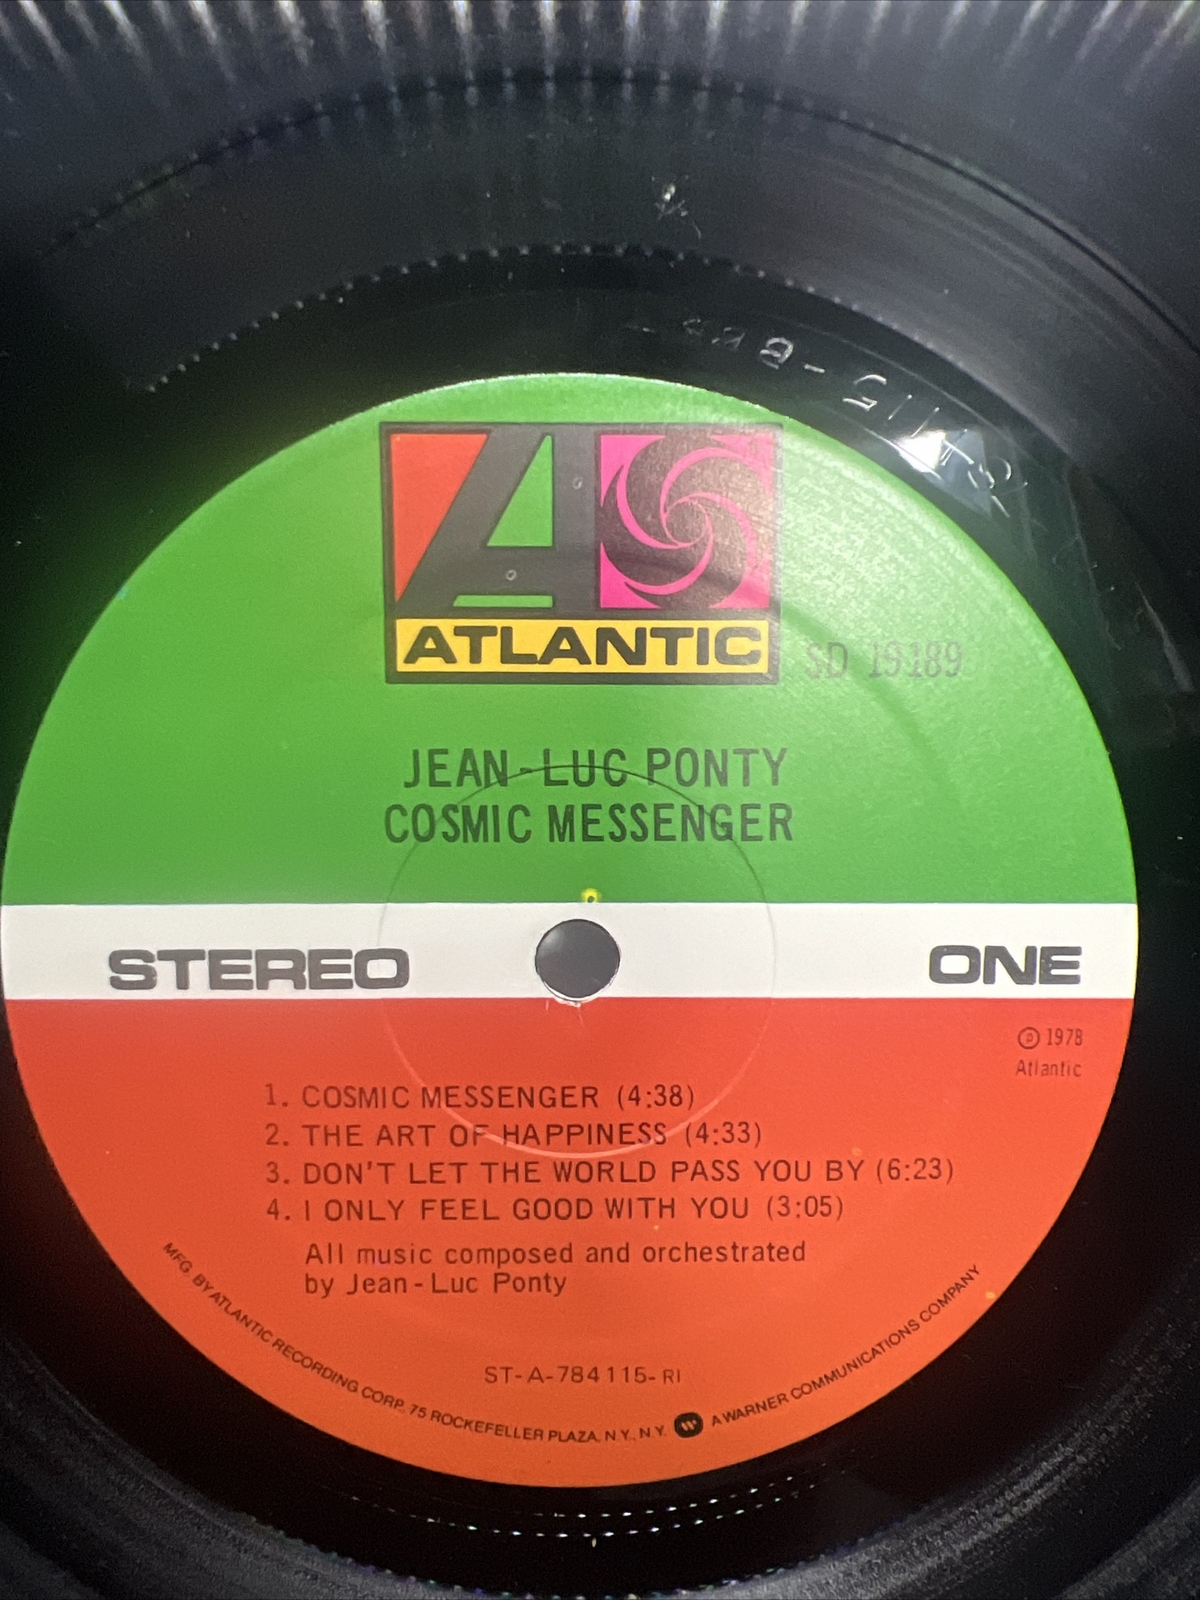 ATLANTIC
SD 19189
JEAN-LUC PONTY
COSMIC MESSENGER
STEREO
ONE
Ⓟ 1978
Atlantic
1. COSMIC MESSENGER (4:38)
2. THE ART OF HAPPINESS (4:33)
3. DON'T LET THE WORLD PASS YOU BY (6:23)
4. I ONLY FEEL GOOD WITH YOU (3:05)
All music composed and orchestrated
by Jean-Luc Ponty
ST-A-784115-RI
MFG. BY ATLANTIC RECORDING CORP. 75 ROCKEFELLER PLAZA, N.Y., N.Y. A WARNER COMMUNICATIONS COMPANY